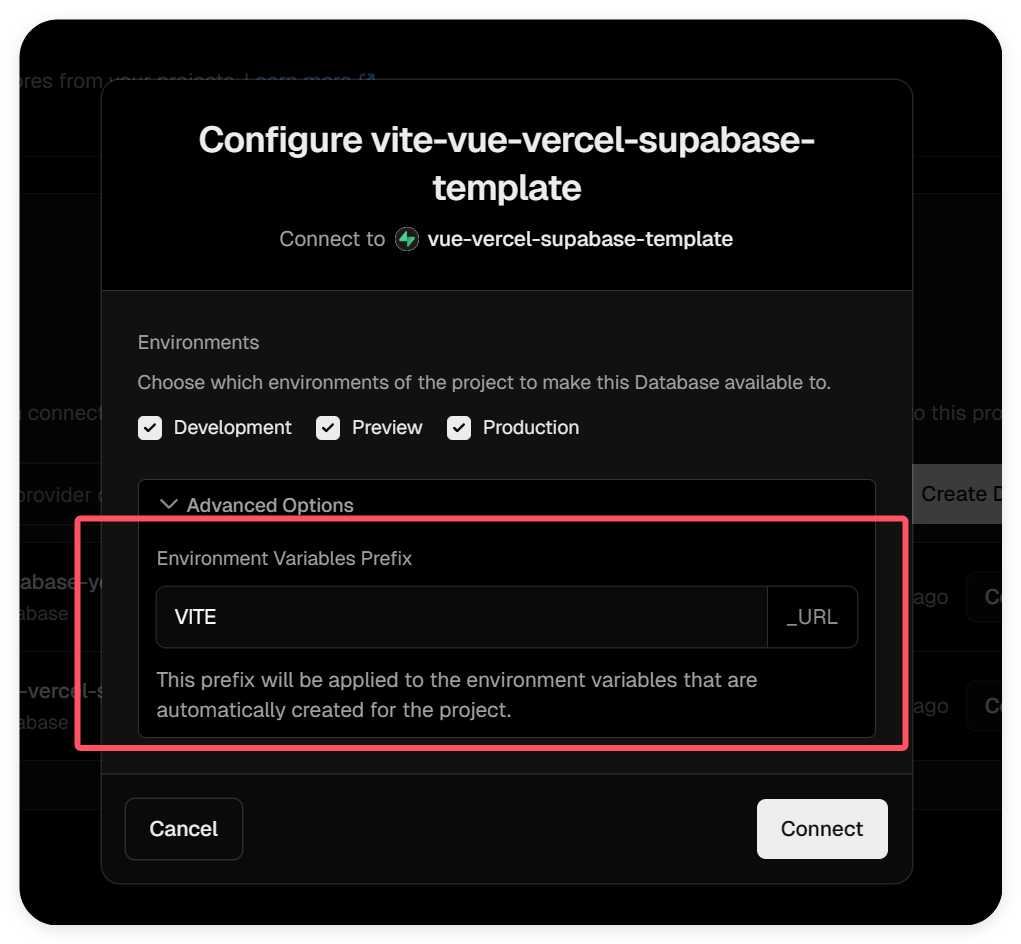 ores from your projects. Learn more
Configure vite-vue-vercel-supabase-
template
Connect to vue-vercel-supabase-template
Environments
Choose which environments of the project to make this Database available to.
Development Preview Production
connect
o this pro
provider
Advanced Options
Create D
Environment Variables Prefix
abase-ve
ago
abase
VITE _URL
This prefix will be applied to the environment variables that are
-vercel-s
ago
automatically created for the project.
abase
Cancel Connect